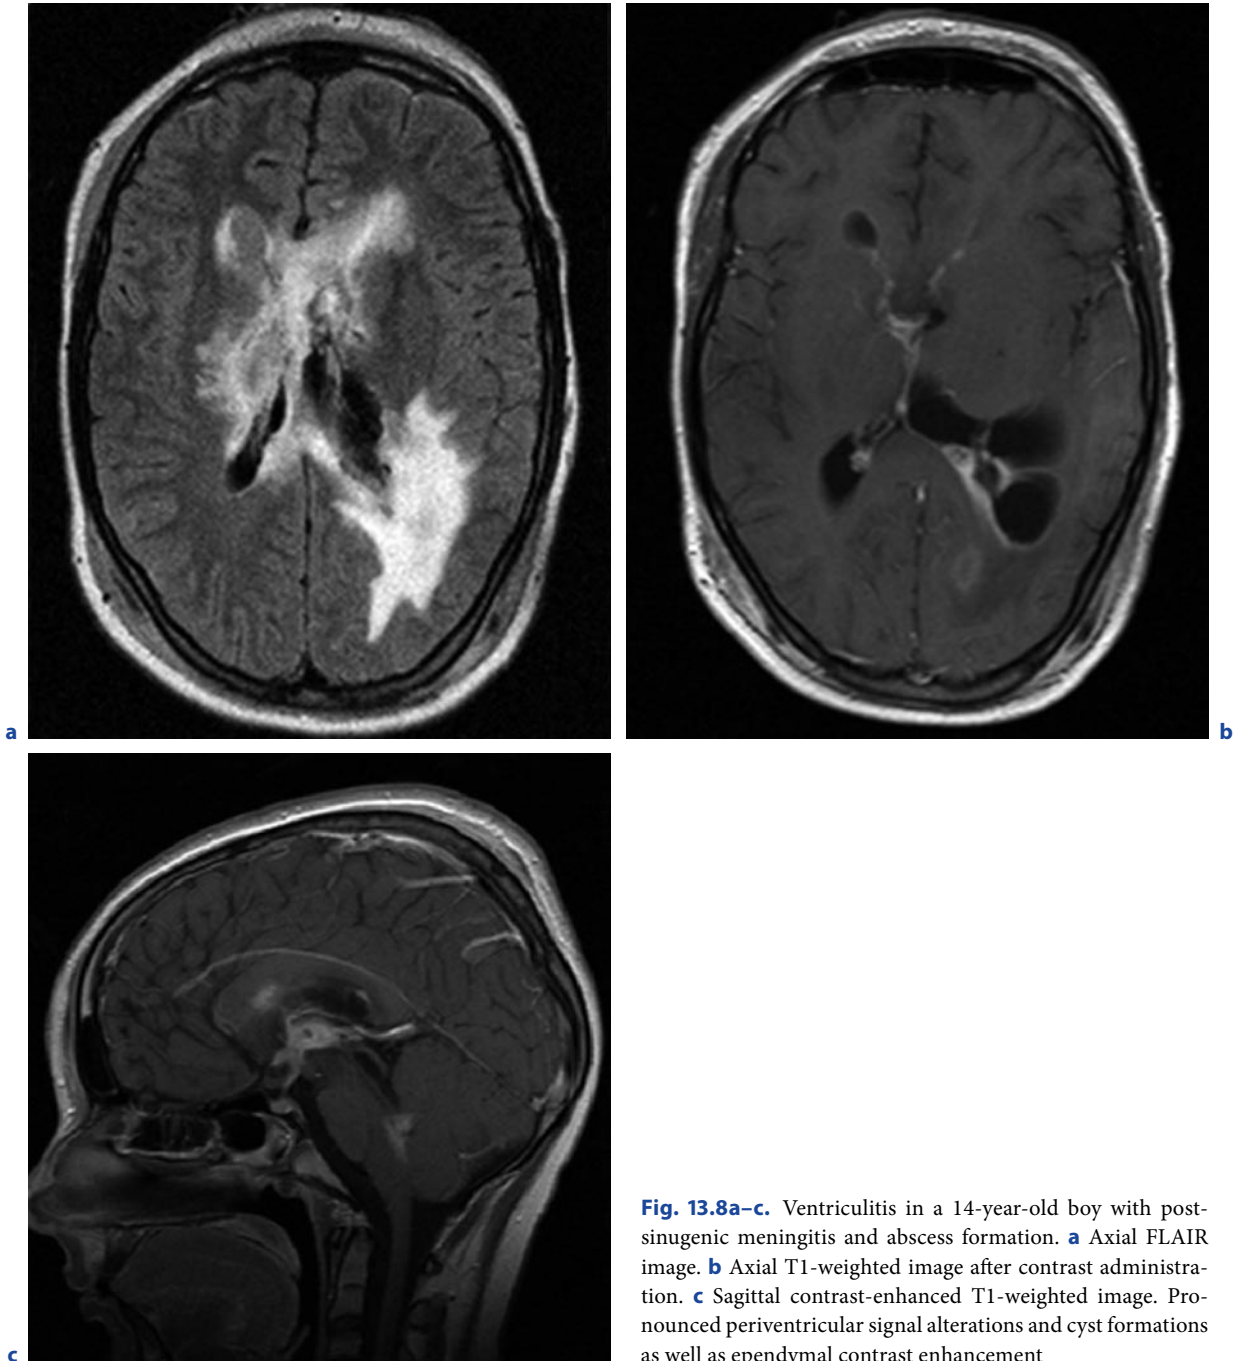 a
b
c
Fig. 13.8a–c. Ventriculitis in a 14-year-old boy with post-
sinugenic meningitis and abscess formation. a Axial FLAIR
image. b Axial T1-weighted image after contrast administra-
tion. c Sagittal contrast-enhanced T1-weighted image. Pro-
nounced periventricular signal alterations and cyst formations
as well as ependymal contrast enhancement